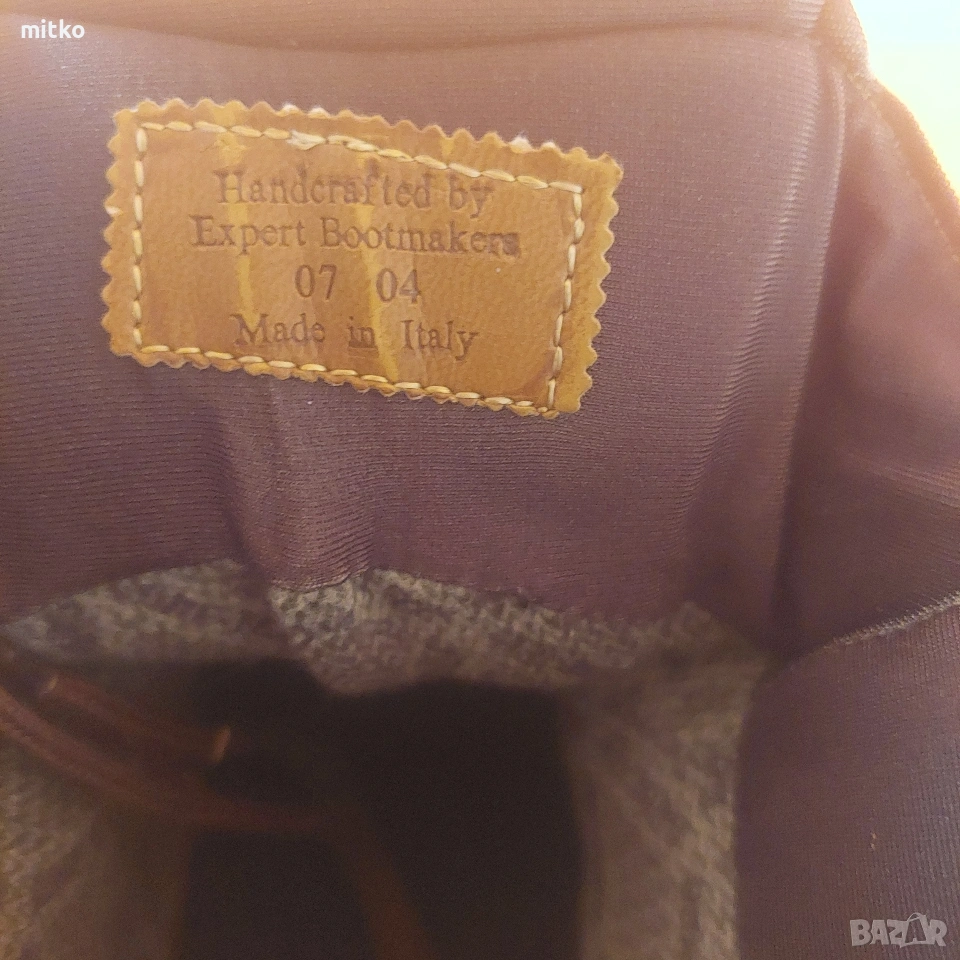 mitko
Handcrafted by
Expert Bootmakers
07 04
Made in Italy
BAZAR